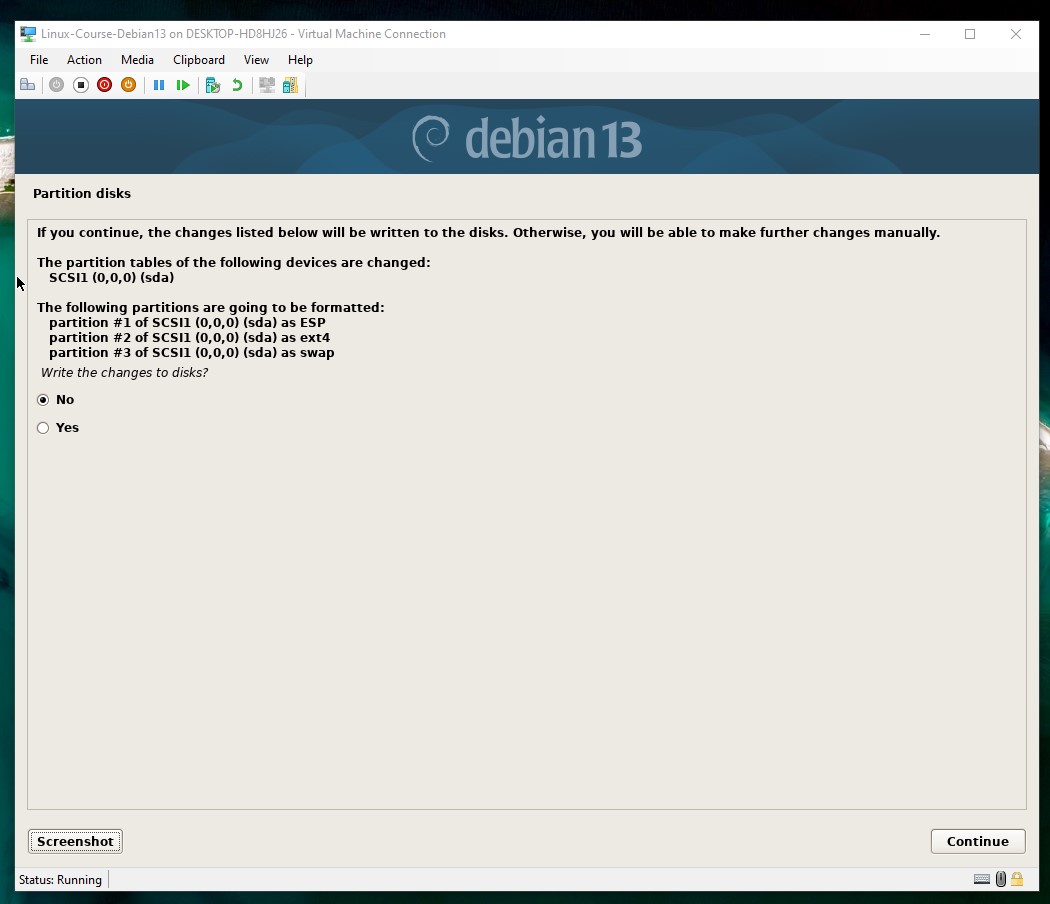 Linux-Course-Debian13 on DESKTOP-HD8HJ26 - Virtual Machine Connection
File Action Media Clipboard View Help
debian 13
Partition disks
If you continue, the changes listed below will be written to the disks. Otherwise, you will be able to make further changes manually.
The partition tables of the following devices are changed:
SCSI1 (0,0,0) (sda)
The following partitions are going to be formatted:
partition #1 of SCSI1 (0,0,0) (sda) as ESP
partition #2 of SCSI1 (0,0,0) (sda) as ext4
partition #3 of SCSI1 (0,0,0) (sda) as swap
Write the changes to disks?
No
Yes
Screenshot Continue
Status: Running